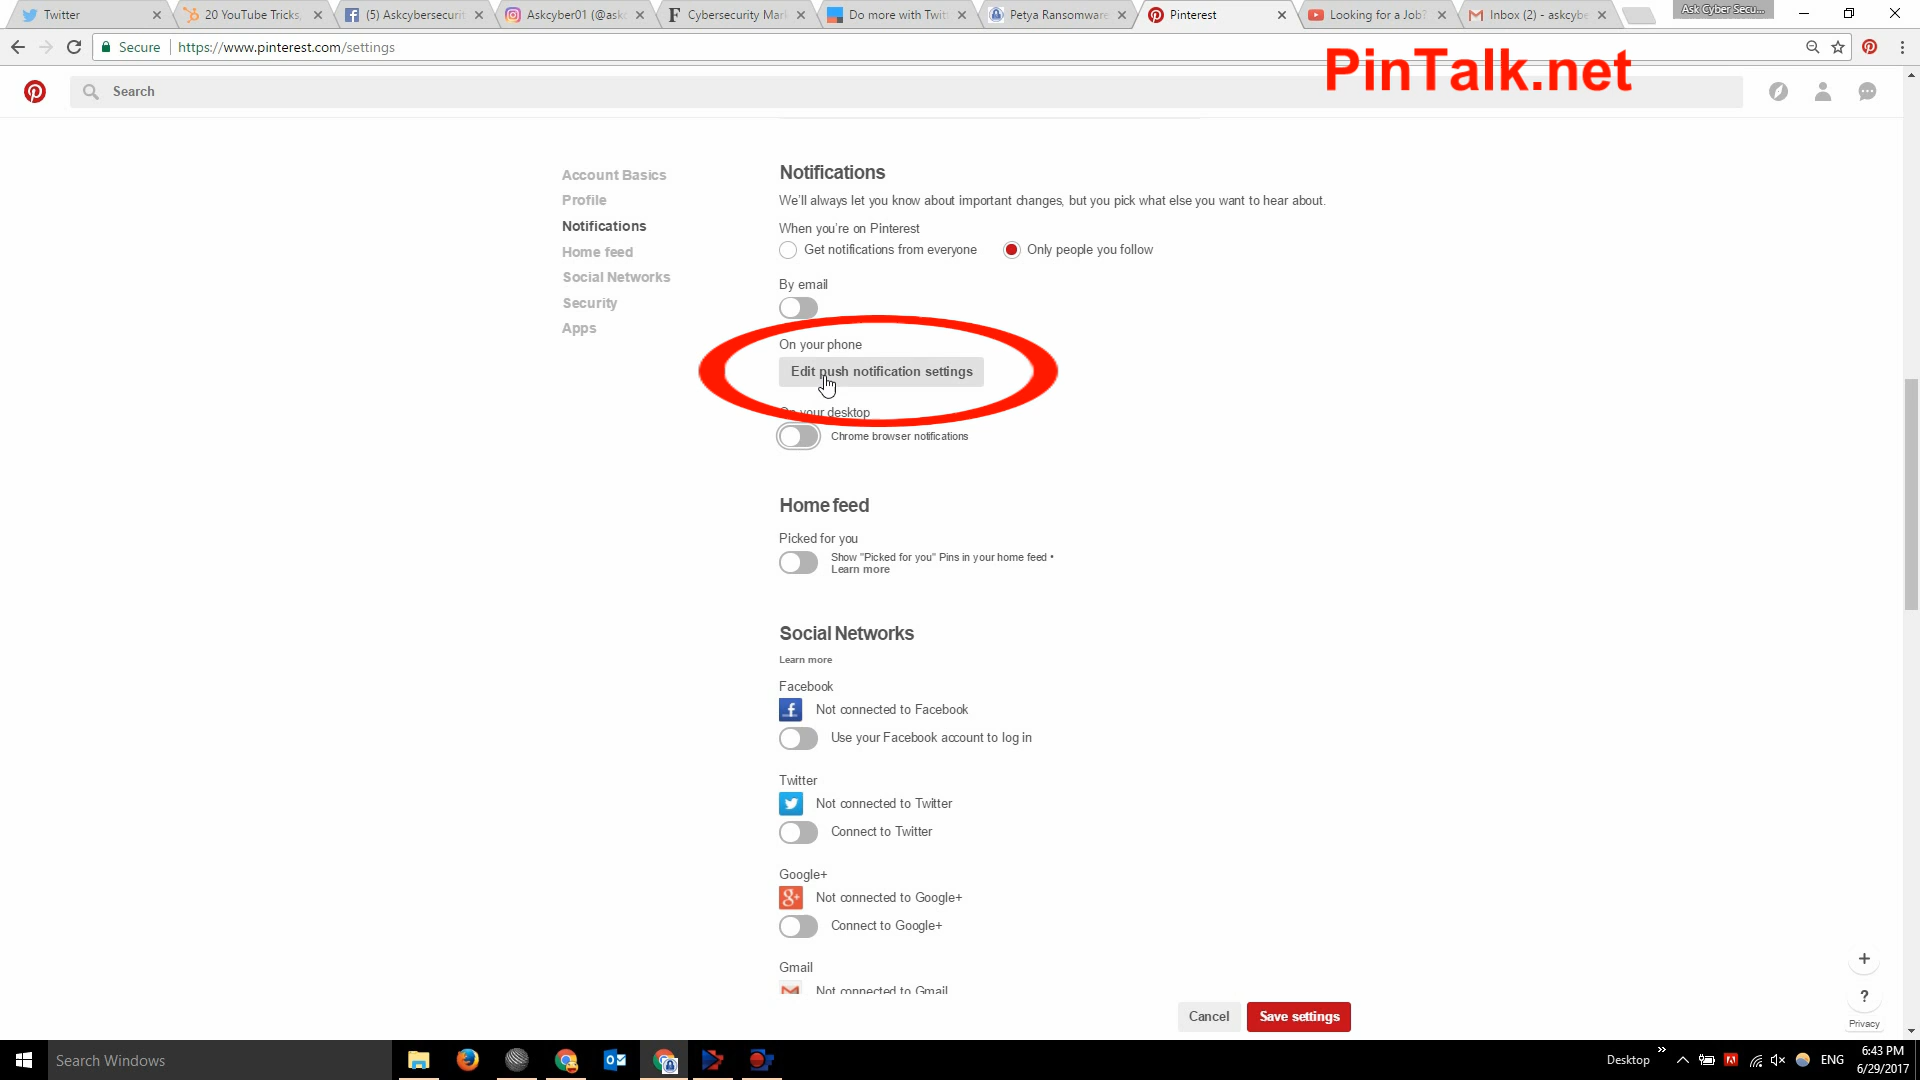 Twitter
20 YouTube Tricks,
(5) Askcybersecurit
Askcyber01 (@askc
Cybersecurity Mark
Do more with Twitt
Petya Ransomware
Pinterest
Looking for a Job?
Inbox (2) - askcybe
Ask Cyber Secu...
Secure
https://www.pinterest.com/settings
PinTalk.net
Search
Account Basics
Profile
Notifications
Home feed
Social Networks
Security
Apps
Notifications
We'll always let you know about important changes, but you pick what else you want to hear about.
When you're on Pinterest
Get notifications from everyone
Only people you follow
By email
On your phone
Edit push notification settings
On your desktop
Chrome browser notifications
Home feed
Picked for you
Show "Picked for you" Pins in your home feed •
Learn more
Social Networks
Learn more
Facebook
Not connected to Facebook
Use your Facebook account to log in
Twitter
Not connected to Twitter
Connect to Twitter
Google+
Not connected to Google+
Connect to Google+
Gmail
Not connected to Gmail
Cancel
Save settings
+
?
Privacy
Search Windows
Desktop
ENG
6:43 PM
6/29/2017